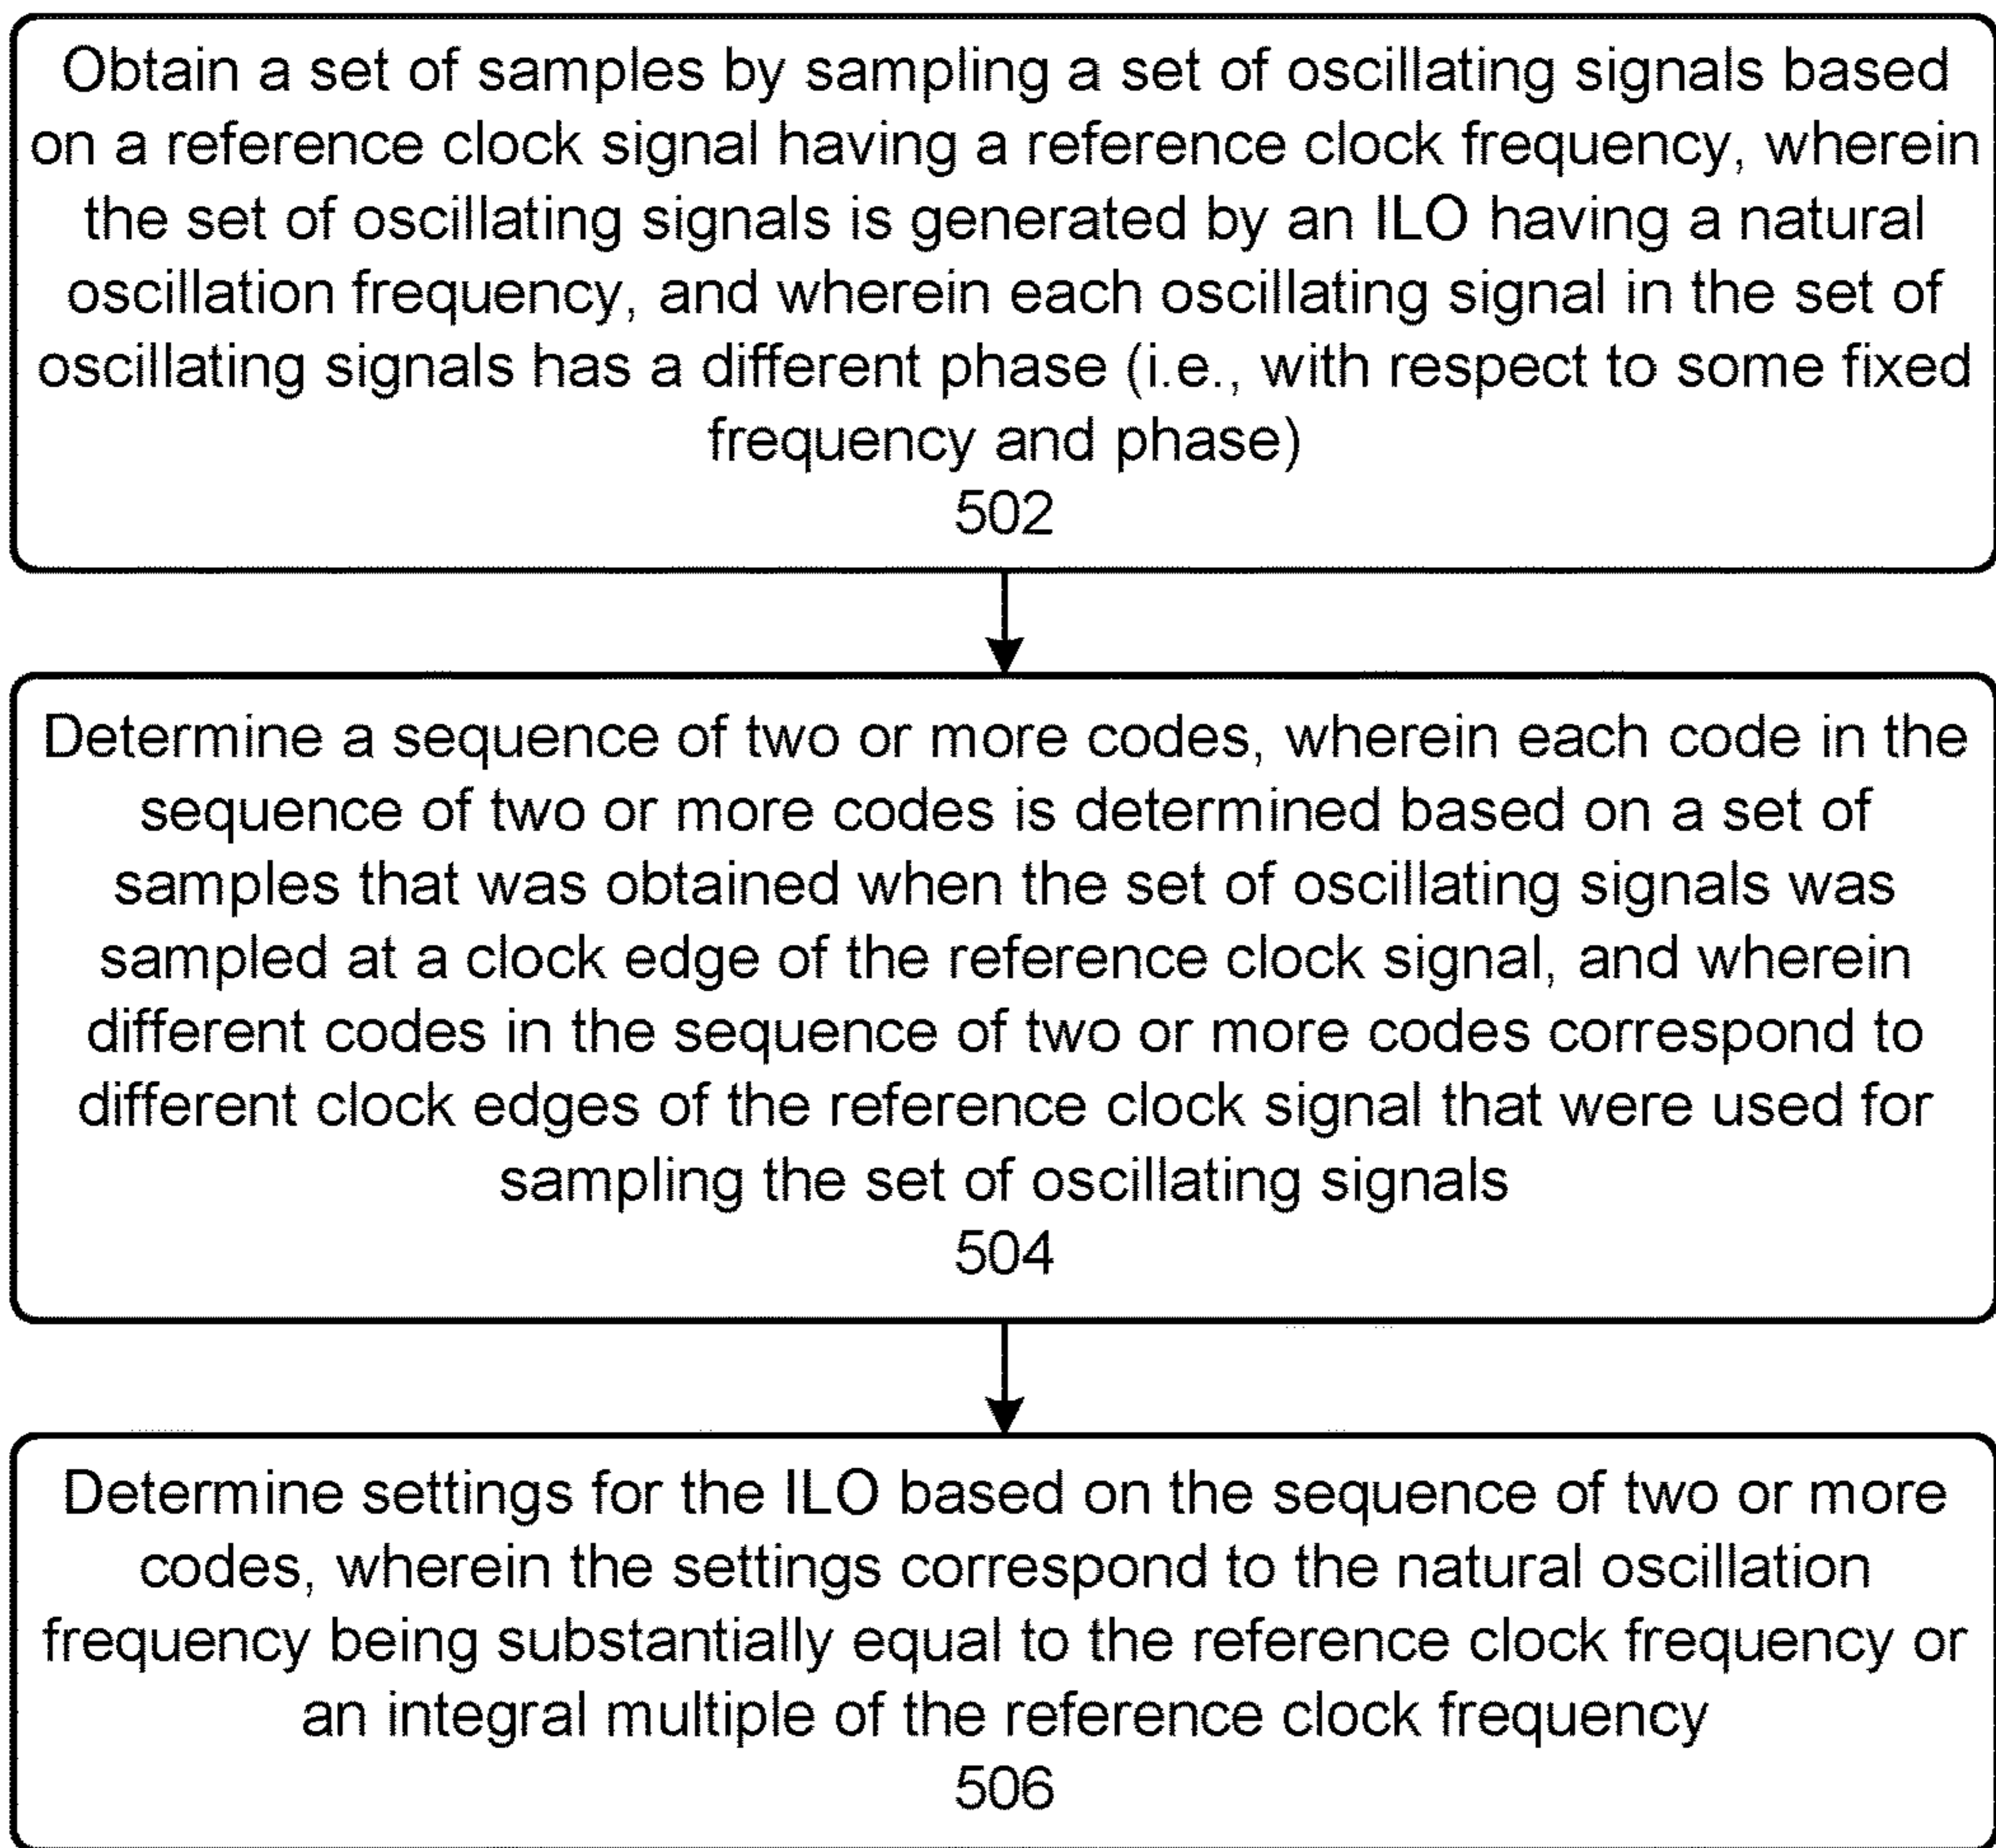 Obtain a set of samples by sampling a set of oscillating signals based
on a reference clock signal having a reference clock frequency, wherein
the set of oscillating signals is generated by an ILO having a natural
oscillation frequency, and wherein each oscillating signal in the set of
oscillating signals has a different phase (i.e., with respect to some fixed
frequency and phase)
502
Determine a sequence of two or more codes, wherein each code in the
sequence of two or more codes is determined based on a set of
samples that was obtained when the set of oscillating signals was
sampled at a clock edge of the reference clock signal, and wherein
different codes in the sequence of two or more codes correspond to
different clock edges of the reference clock signal that were used for
sampling the set of oscillating signals
504
Determine settings for the ILO based on the sequence of two or more
codes, wherein the settings correspond to the natural oscillation
frequency being substantially equal to the reference clock frequency or
an integral multiple of the reference clock frequency
506